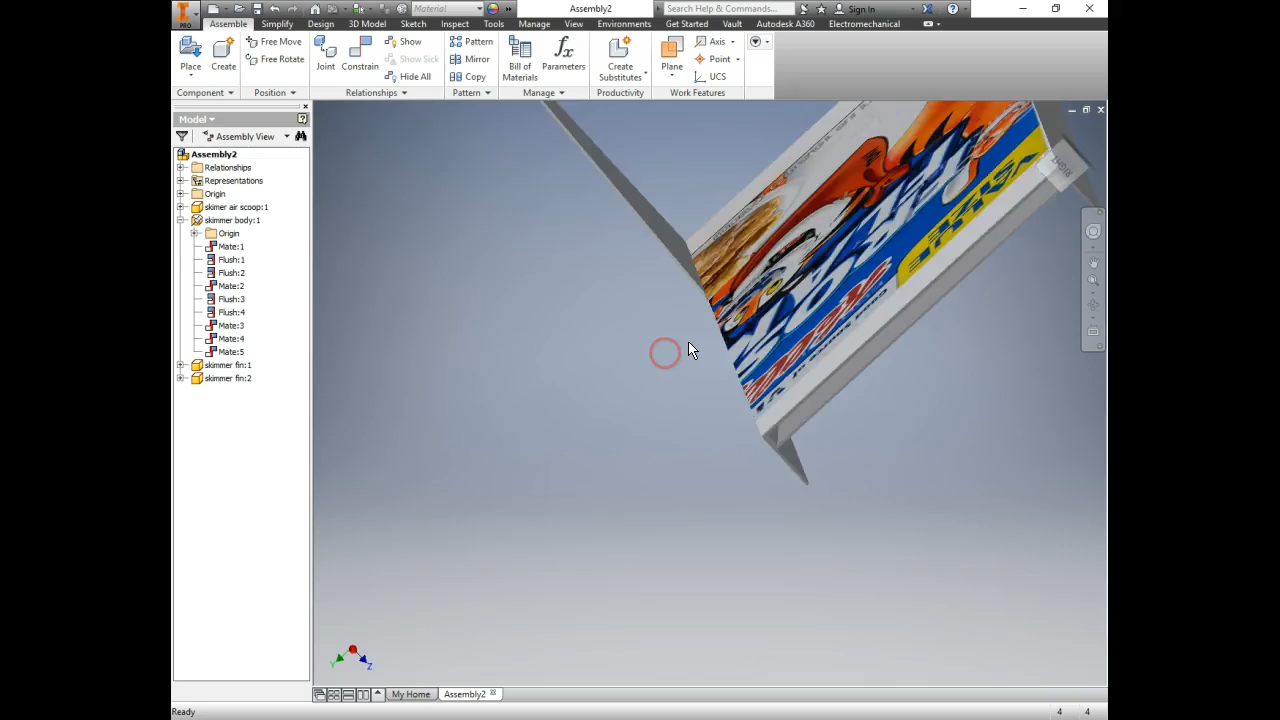 Material
Assembly2
Search Help & Commands...
Sign In
PRO
Assemble Simplify Design 3D Model Sketch Inspect Tools Manage View Environments Get Started Vault Autodesk A360 Electromechanical
Place
Create
Free Move
Free Rotate
Component
Position
Joint
Constrain
Show
Show Sick
Hide All
Relationships
Pattern
Mirror
Copy
Pattern
Bill of
Materials
Parameters
Manage
Create
Substitutes
Productivity
Plane
Axis
Point
UCS
Work Features
Model
Assembly View
Assembly2
Relationships
Representations
Origin
skimer air scoop:1
skimmer body:1
Origin
Mate:1
Flush:1
Flush:2
Mate:2
Flush:3
Flush:4
Mate:3
Mate:4
Mate:5
skimmer fin:1
skimmer fin:2
RIGHT
Y
Z
My Home
Assembly2
Ready
4 4